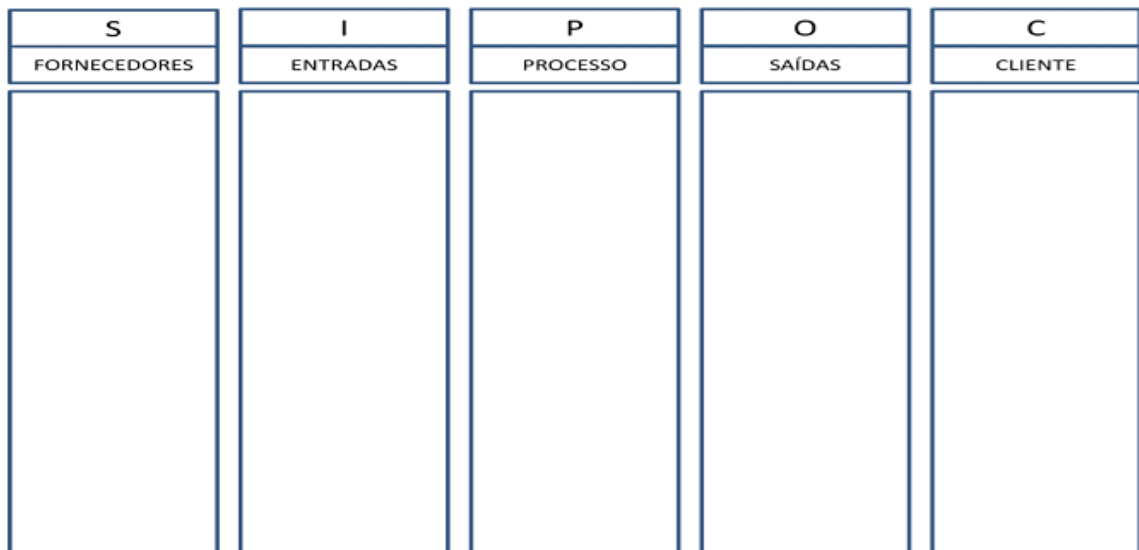 S I P O C
FORNECEDORES ENTRADAS PROCESSO SAÍDAS CLIENTE